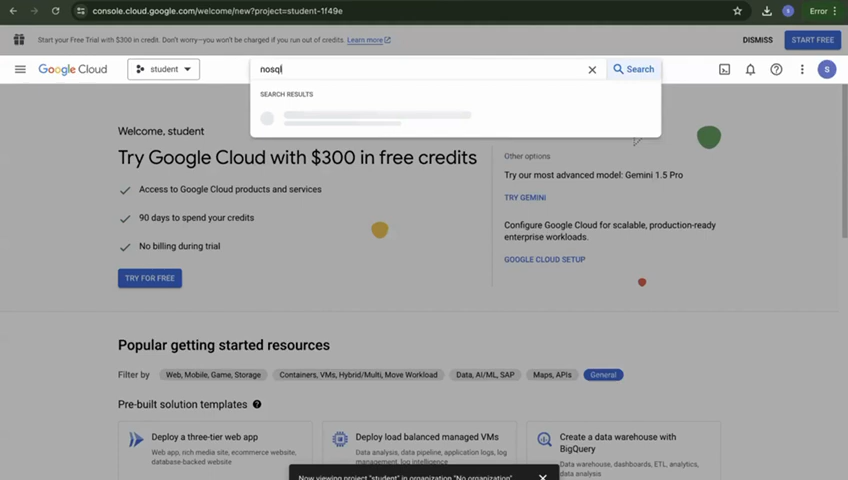 console.cloud.google.com/welcome/new?project=student-1f49e
S
Error
Start your Free Trial with $300 in credit. Don't worry—you won't be charged if you run out of credits. Learn more
DISMISS
START FREE
Google Cloud
student
nosql
Search
S
SEARCH RESULTS
Welcome, student
Try Google Cloud with $300 in free credits
Access to Google Cloud products and services
90 days to spend your credits
No billing during trial
TRY FOR FREE
Other options
Try our most advanced model: Gemini 1.5 Pro
TRY GEMINI
Configure Google Cloud for scalable, production-ready
enterprise workloads.
GOOGLE CLOUD SETUP
Popular getting started resources
Filter by
Web, Mobile, Game, Storage
Containers, VMs, Hybrid/Multi, Move Workload
Data, AI/ML, SAP
Maps, APIs
General
Pre-built solution templates
Deploy a three-tier web app
Web app, rich media site, ecommerce website,
database-backed website
Deploy load balanced managed VMs
Data analysis, data pipeline, application logs, log
management, log intelligence
Create a data warehouse with
BigQuery
Data warehouse, dashboards, ETL, analytics,
data analysis
Now viewing project "student" in organization "No organization"